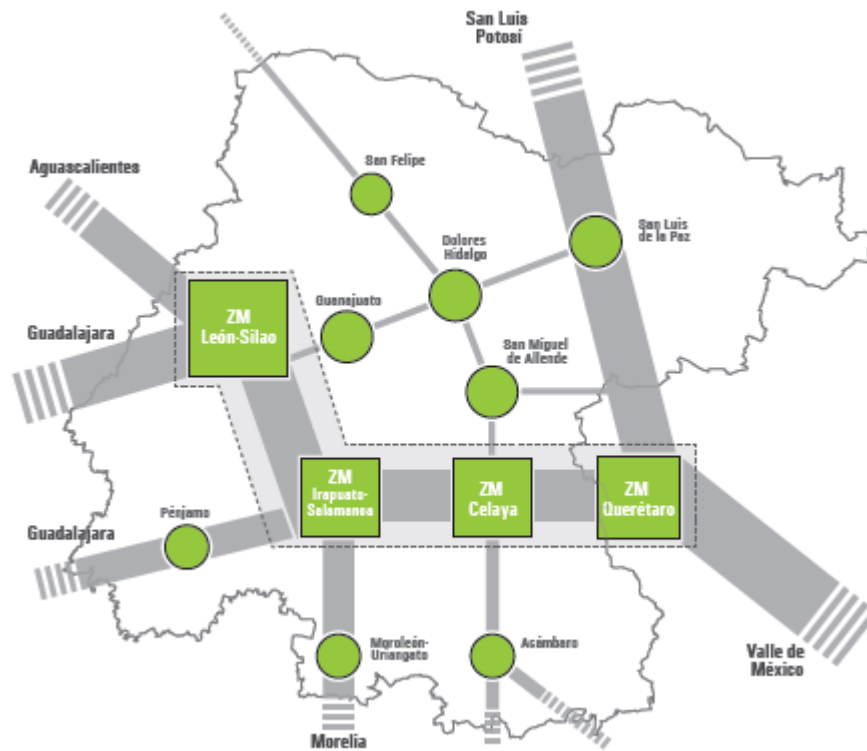 San Luis
Potosí
Aguascalientes
San Felipe
Dolores
Hidalgo
San Luis
de la Paz
ZM
León-Silao
Guanajuato
Guadalajara
San Miguel
de Allende
ZM
Irapuato-
Salamanca
ZM
Celaya
ZM
Querétaro
Pénjamo
Guadalajara
Moroleón-
Uriangato
Acámbaro
Valle de
México
Morelia